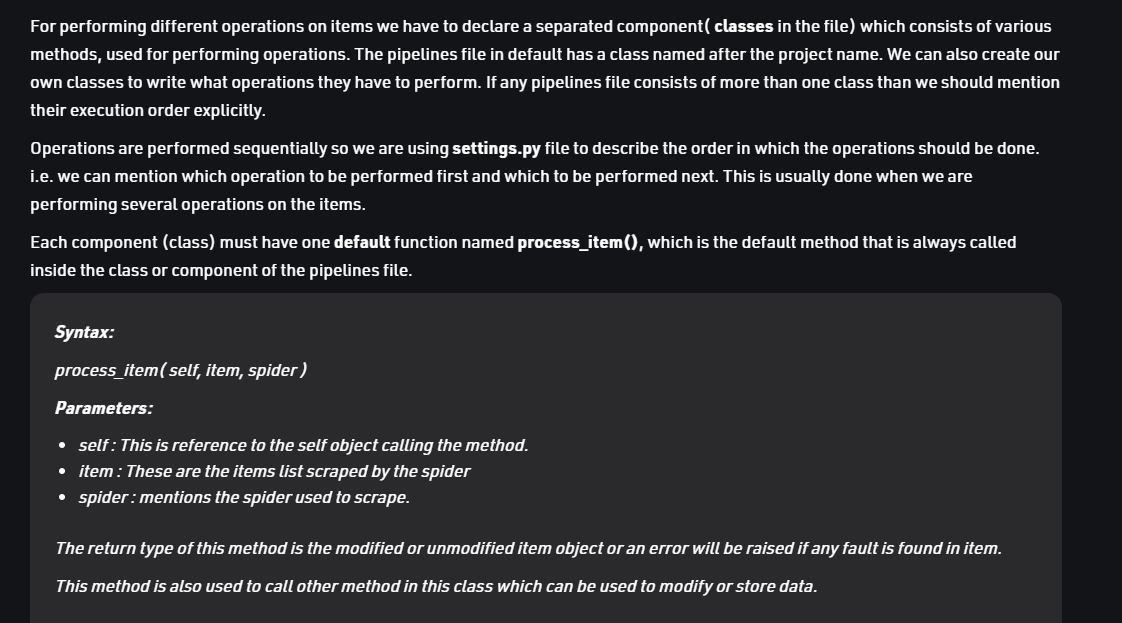 For performing different operations on items we have to declare a separated component( classes in the file) which consists of various
methods, used for performing operations. The pipelines file in default has a class named after the project name. We can also create our
own classes to write what operations they have to perform. If any pipelines file consists of more than one class than we should mention
their execution order explicitly.
Operations are performed sequentially so we are using settings.py file to describe the order in which the operations should be done.
i.e. we can mention which operation to be performed first and which to be performed next. This is usually done when we are
performing several operations on the items.
Each component (class) must have one default function named process_item(), which is the default method that is always called
inside the class or component of the pipelines file.
Syntax:
process_item( self, item, spider )
Parameters:
• self : This is reference to the self object calling the method.
• item : These are the items list scraped by the spider
• spider : mentions the spider used to scrape.
The return type of this method is the modified or unmodified item object or an error will be raised if any fault is found in item.
This method is also used to call other method in this class which can be used to modify or store data.